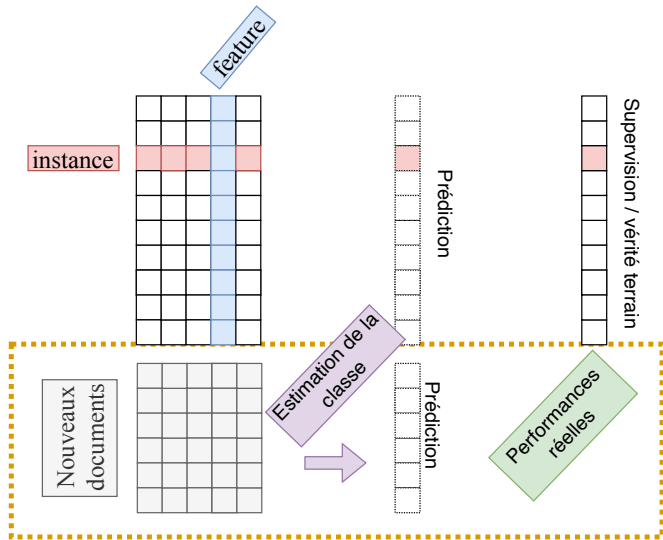 feature
instance
Prédiction
Supervision / vérité terrain
Estimation de la
classe
Nouveaux
documents
Prédiction
Performances
réelles